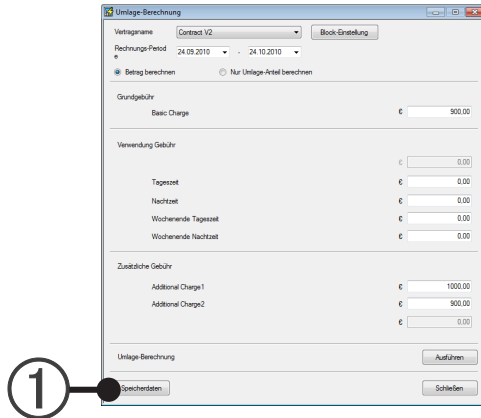 Umlage-Berechnung
Vertragsname Contract V2 Block-Einstellung
Rechnungs-Period
e 24.09.2010 - 24.10.2010
Betrag berechnen Nur Umlage-Anteil berechnen
Grundgebühr
Basic Charge € 900,00
Verwendung Gebühr
€ 0,00
Tageszeit € 0,00
Nachtzeit € 0,00
Wochenende Tageszeit € 0,00
Wochenende Nachtzeit € 0,00
Zusätzliche Gebühr
Additional Charge1 € 1000,00
Additional Charge2 € 900,00
€ 0,00
Umlage-Berechnung Ausführen
1 Speicherdaten Schließen